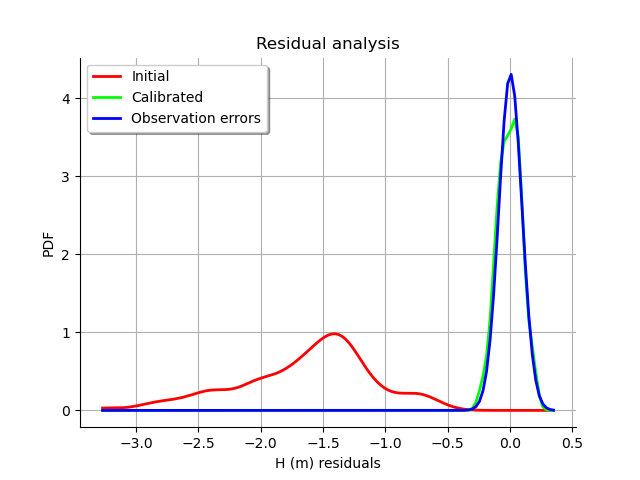 Residual analysis
Initial
Calibrated
Observation errors
PDF
4
3
2
1
0
−3.0 −2.5 −2.0 −1.5 −1.0 −0.5 0.0 0.5
H (m) residuals